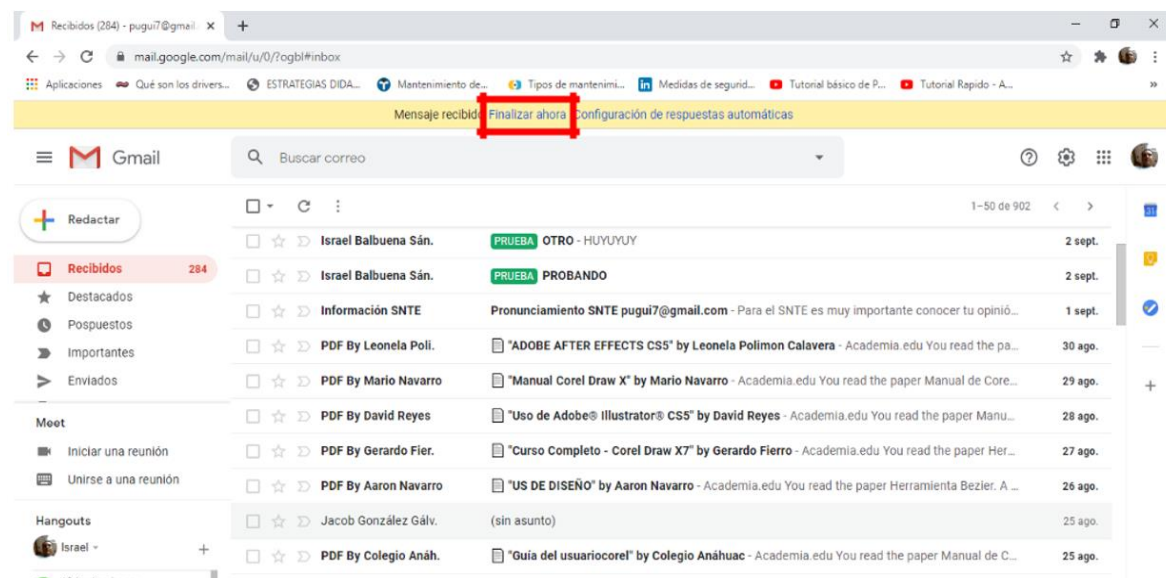 Recibidos (284) - pugui7@gmail.
mail.google.com/mail/u/0/?ogbl#inbox
Aplicaciones Qué son los drivers... ESTRATEGIAS DIDA... Mantenimiento de... Tipos de mantenimi... Medidas de segurid... Tutorial básico de P... Tutorial Rapido - A... »
Mensaje recibido Finalizar ahora Configuración de respuestas automáticas
Gmail Buscar correo
Redactar 1–50 de 902
Israel Balbuena Sán. PRUEBA OTRO - HUYUYUY 2 sept.
Recibidos 284 Israel Balbuena Sán. PRUEBA PROBANDO 2 sept.
Destacados
Información SNTE Pronunciamiento SNTE pugui7@gmail.com - Para el SNTE es muy importante conocer tu opinió... 1 sept.
Pospuestos
Importantes PDF By Leonela Poli. "ADOBE AFTER EFFECTS CS5" by Leonela Polimon Calavera - Academia.edu You read the pa... 30 ago.
Enviados PDF By Mario Navarro "Manual Corel Draw X" by Mario Navarro - Academia.edu You read the paper Manual de Core... 29 ago.
Meet PDF By David Reyes "Uso de Adobe® Illustrator® CS5" by David Reyes - Academia.edu You read the paper Manu... 28 ago.
Iniciar una reunión PDF By Gerardo Fier. "Curso Completo - Corel Draw X7" by Gerardo Fierro - Academia.edu You read the paper Her... 27 ago.
Unirse a una reunión PDF By Aaron Navarro "US DE DISEÑO" by Aaron Navarro - Academia.edu You read the paper Herramienta Bezier. A ... 26 ago.
Hangouts Jacob González Gálv. (sin asunto) 25 ago.
Israel PDF By Colegio Anáh. "Guía del usuariocorel" by Colegio Anáhuac - Academia.edu You read the paper Manual de C... 25 ago.